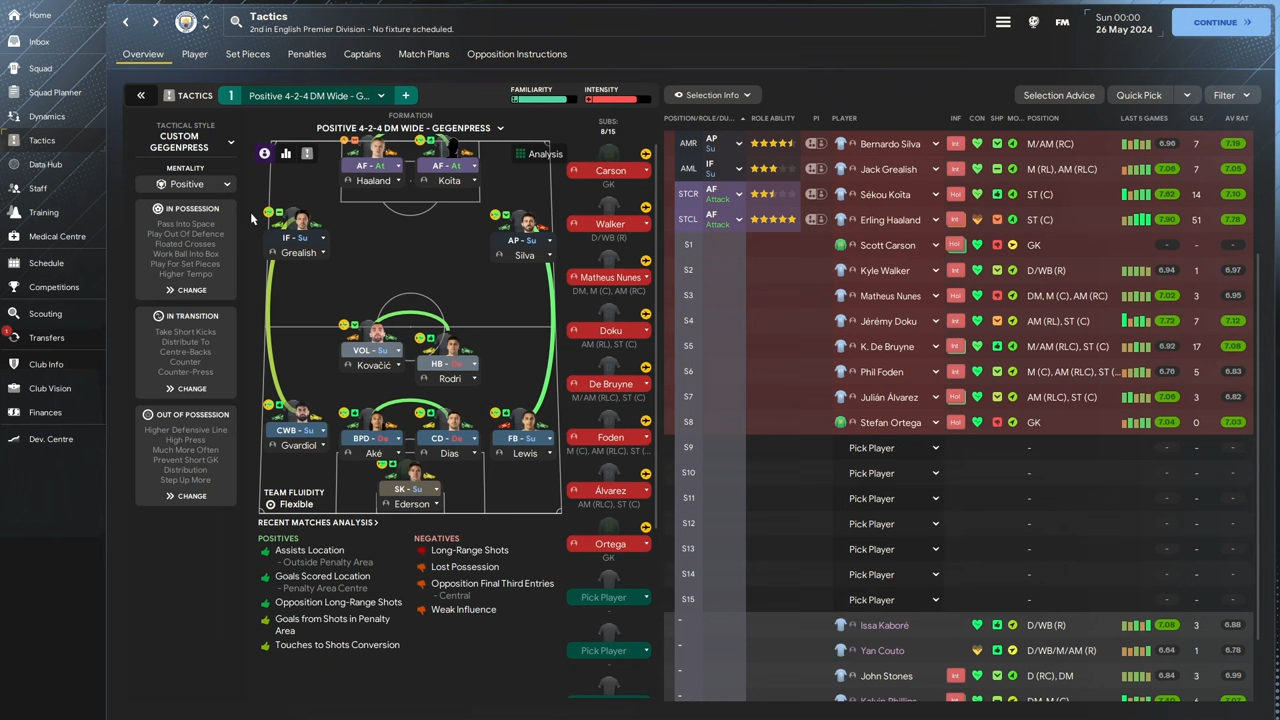 Home
Inbox
Squad
Squad Planner
Dynamics
Tactics
Data Hub
Staff
Training
Medical Centre
Schedule
Competitions
Scouting
1
Transfers
Club Info
Club Vision
Finances
Dev. Centre
Tactics
2nd in English Premier Division - No fixture scheduled.
FM
Sun 00:00
26 May 2024
CONTINUE
Overview
Player
Set Pieces
Penalties
Captains
Match Plans
Opposition Instructions
TACTICS
1
Positive 4-2-4 DM Wide - G...
FAMILIARITY
INTENSITY
TACTICAL STYLE
CUSTOM
GEGENPRESS
MENTALITY
Positive
IN POSSESSION
Pass Into Space
Play Out Of Defence
Floated Crosses
Work Ball Into Box
Play For Set Pieces
Higher Tempo
CHANGE
IN TRANSITION
Take Short Kicks
Distribute To
Centre-Backs
Counter
Counter-Press
CHANGE
OUT OF POSSESSION
Higher Defensive Line
High Press
Much More Often
Prevent Short GK
Distribution
Step Up More
CHANGE
FORMATION
POSITIVE 4-2-4 DM WIDE - GEGENPRESS
Analysis
AF - At
Haaland
AF - At
Koïta
IF - Su
Grealish
AP - Su
Silva
VOL - Su
Kovačić
HB - De
Rodri
CWB - Su
Gvardiol
BPD - De
Aké
CD - De
Dias
FB - Su
Lewis
SK - Su
Ederson
TEAM FLUIDITY
Flexible
RECENT MATCHES ANALYSIS >
POSITIVES
Assists Location
- Outside Penalty Area
Goals Scored Location
- Penalty Area Centre
Opposition Long-Range Shots
Goals from Shots in Penalty
Area
Touches to Shots Conversion
NEGATIVES
Long-Range Shots
Lost Possession
Opposition Final Third Entries
- Central
Weak Influence
SUBS:
8/15
Carson
GK
Walker
D/WB (R)
Matheus Nunes
DM, M (C), AM (RC)
Doku
AM (RL), ST (C)
De Bruyne
M/AM (RLC), ST (C)
Foden
M (C), AM (RLC), ST (...
Álvarez
AM (RLC), ST (C)
Ortega
GK
Pick Player
-
Pick Player
-
Selection Info
Selection Advice
Quick Pick
Filter
POSITION/ROLE/DU... ROLE ABILITY PI PLAYER INF CON SHP MO... POSITION LAST 5 GAMES GLS AV RAT
AMR AP Su Bernardo Silva Int M/AM (RC) 6.96 7 7.19
AML IF Su Jack Grealish Int M (RL), AM (RL) 7.06 7 7.05
STCR AF Attack Sékou Koïta Hol ST (C) 7.62 14 7.10
STCL AF Attack Erling Haaland Int ST (C) 7.90 51 7.78
S1 Scott Carson Hol GK - - -
S2 Kyle Walker Int D/WB (R) 6.94 1 6.97
S3 Matheus Nunes Hol DM, M (C), AM (RC) 7.02 3 6.95
S4 Jérémy Doku Int AM (RL), ST (C) 7.72 7 7.12
S5 K. De Bruyne Int M/AM (RLC), ST (C) 6.92 17 7.08
S6 Phil Foden Int M (C), AM (RLC), ST (... 6.76 5 6.83
S7 Julián Álvarez Hol AM (RLC), ST (C) 7.06 3 6.82
S8 Stefan Ortega Hol GK 7.04 0 7.03
S9 Pick Player - - -
S10 Pick Player - - -
S11 Pick Player - - -
S12 Pick Player - - -
S13 Pick Player - - -
S14 Pick Player - - -
S15 Pick Player - - -
- Issa Kaboré D/WB (R) 7.08 3 6.88
- Yan Couto D/WB/M/AM (R) 6.64 1 6.78
- John Stones Int D (RC), DM 6.84 3 6.99
- Kalvin Phillips Int DM, M (C)